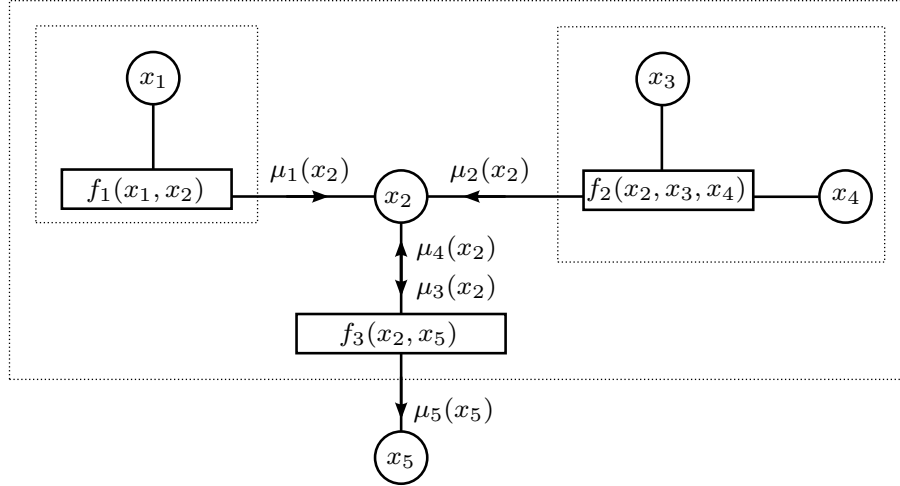 x₁
x₃
μ₁(x₂)
μ₂(x₂)
f₁(x₁, x₂)
x₂
f₂(x₂, x₃, x₄)
x₄
μ₄(x₂)
μ₃(x₂)
f₃(x₂, x₅)
μ₅(x₅)
x₅